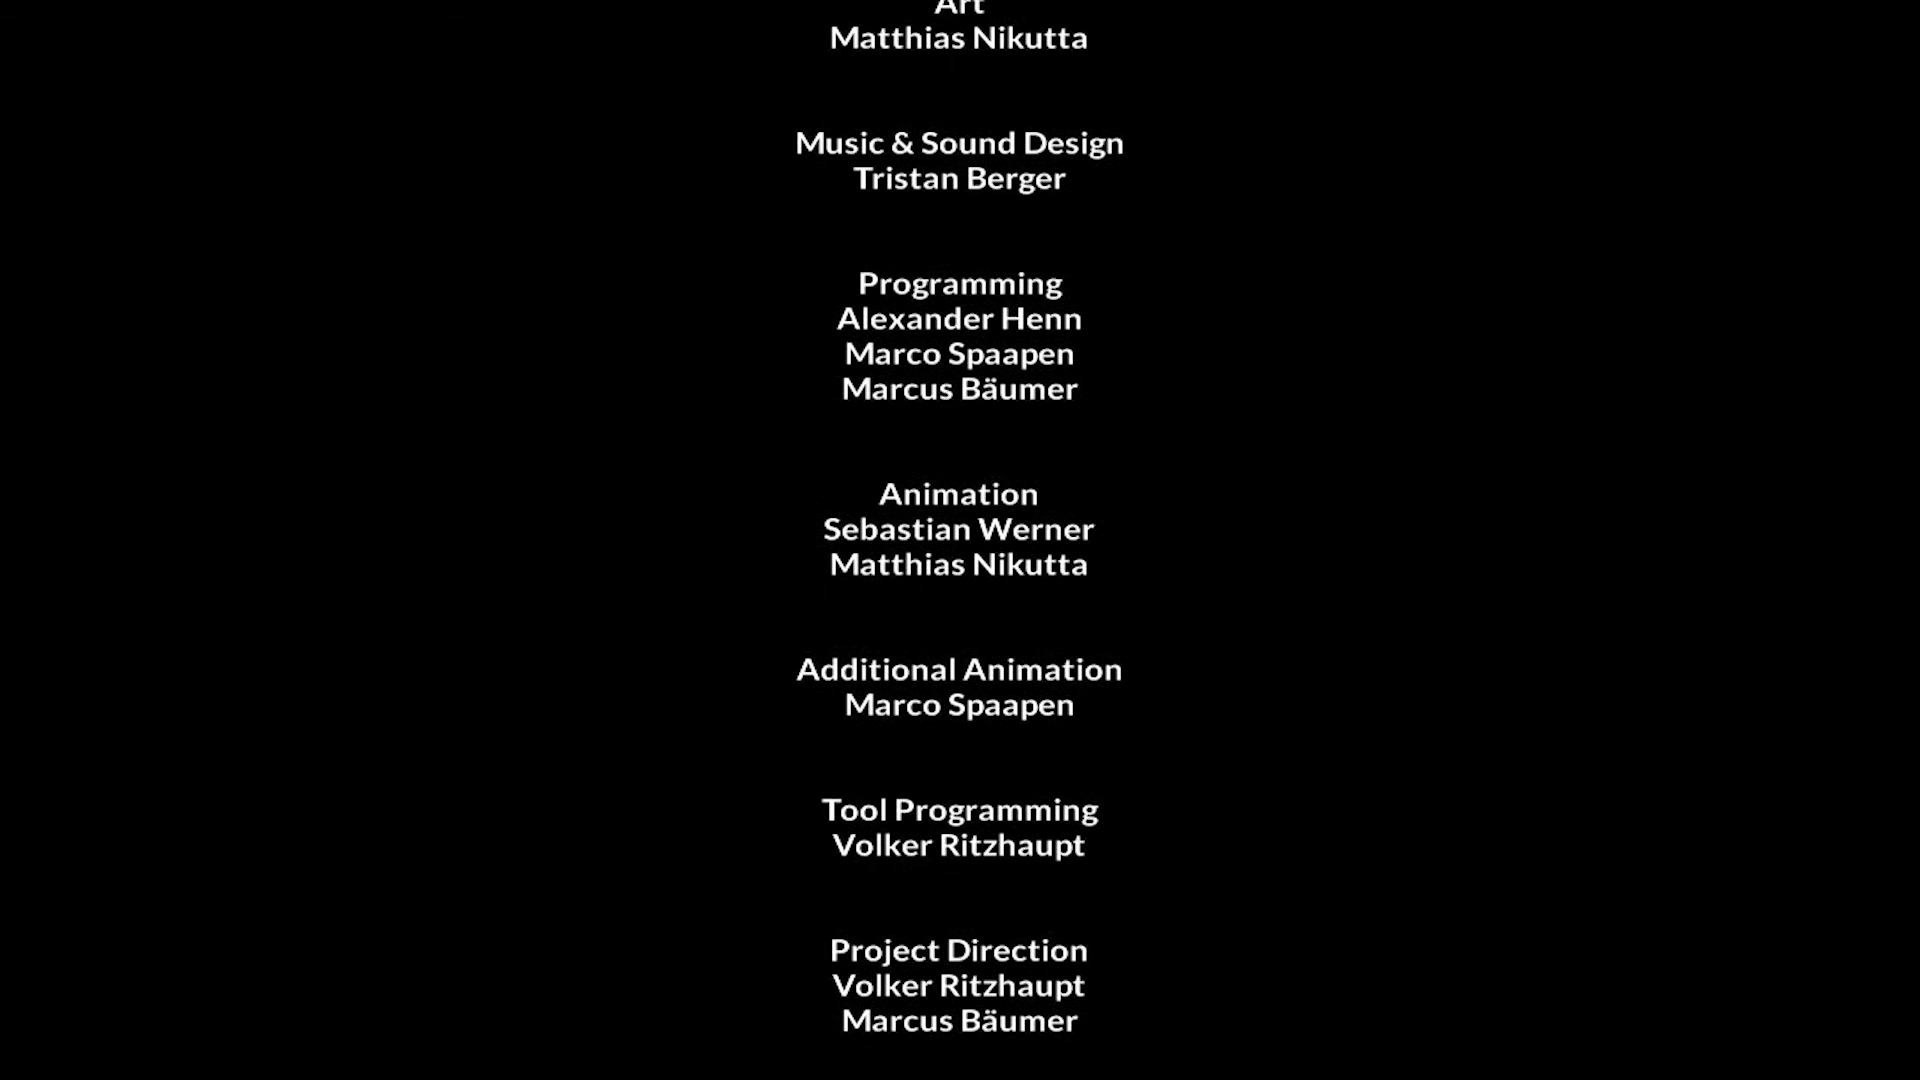 Art
Matthias Nikutta
Music & Sound Design
Tristan Berger
Programming
Alexander Henn
Marco Spaapen
Marcus Bäumer
Animation
Sebastian Werner
Matthias Nikutta
Additional Animation
Marco Spaapen
Tool Programming
Volker Ritzhaupt
Project Direction
Volker Ritzhaupt
Marcus Bäumer